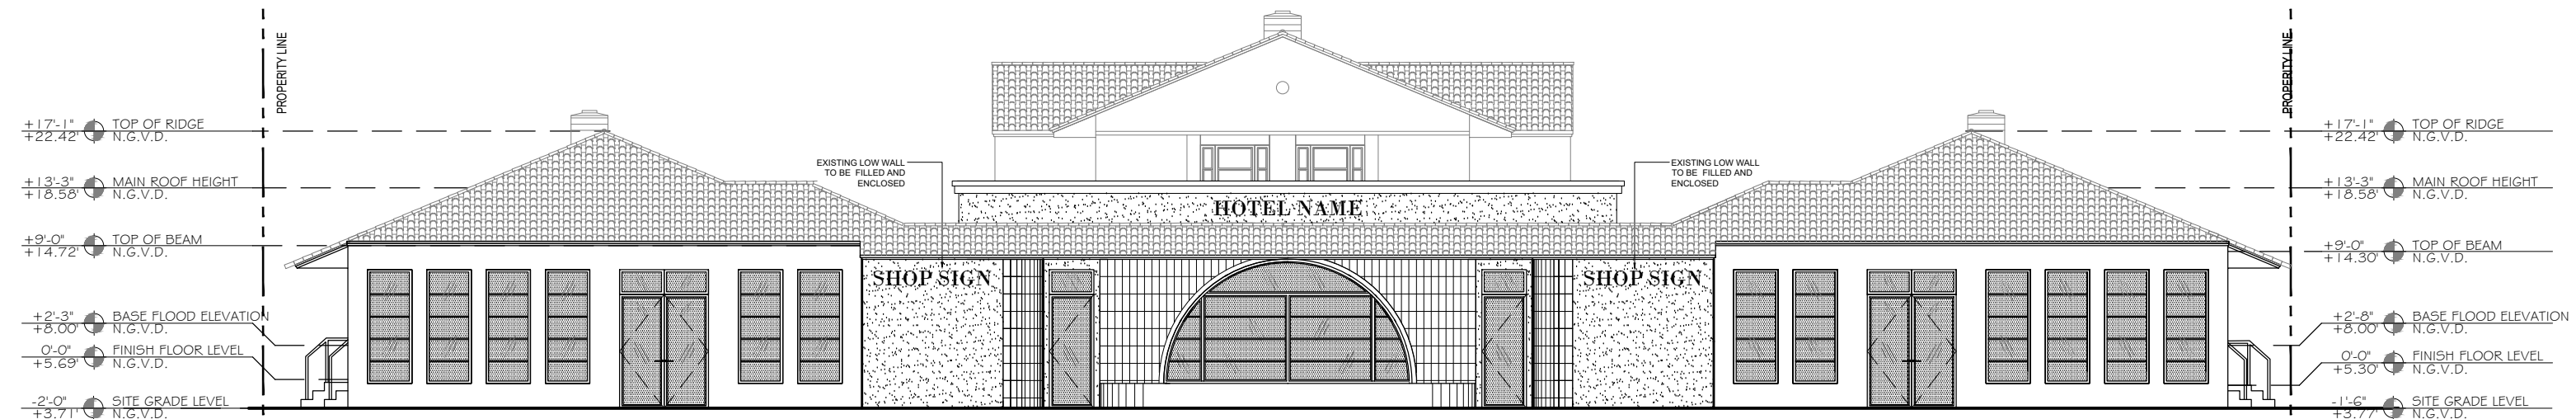 PROPERITY LINE
PROPERITY LINE
+17'-1" TOP OF RIDGE
+22.42' N.G.V.D.
+13'-3" MAIN ROOF HEIGHT
+18.58' N.G.V.D.
+9'-0" TOP OF BEAM
+14.72' N.G.V.D.
+2'-3" BASE FLOOD ELEVATION
+8.00' N.G.V.D.
0'-0" FINISH FLOOR LEVEL
+5.69' N.G.V.D.
-2'-0" SITE GRADE LEVEL
+3.71' N.G.V.D.
EXISTING LOW WALL
TO BE FILLED AND
ENCLOSED
HOTEL NAME
EXISTING LOW WALL
TO BE FILLED AND
ENCLOSED
SHOP SIGN
SHOP SIGN
+17'-1" TOP OF RIDGE
+22.42' N.G.V.D.
+13'-3" MAIN ROOF HEIGHT
+18.58' N.G.V.D.
+9'-0" TOP OF BEAM
+14.30' N.G.V.D.
+2'-8" BASE FLOOD ELEVATION
+8.00' N.G.V.D.
0'-0" FINISH FLOOR LEVEL
+5.30' N.G.V.D.
-1'-6" SITE GRADE LEVEL
+3.77' N.G.V.D.